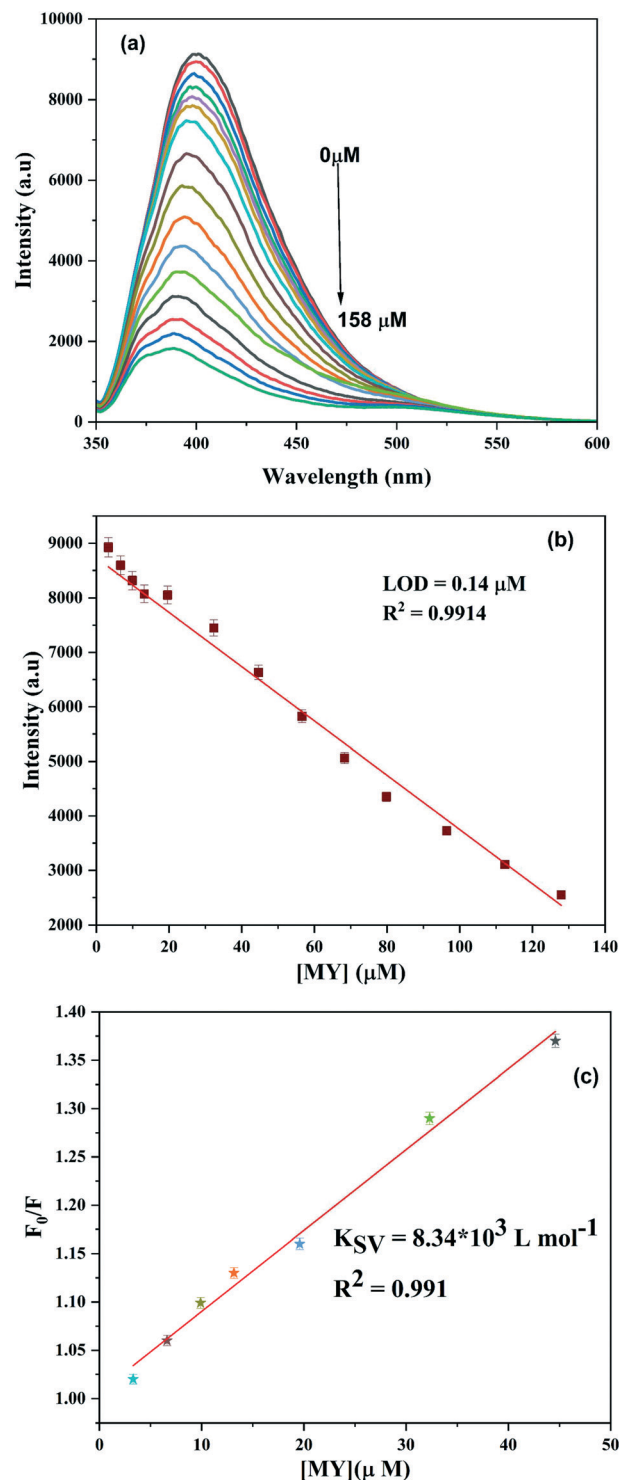 (a)
10000
8000
6000
4000
2000
0
Intensity (a.u)
0μM
158 μM
350 400 450 500 550 600
Wavelength (nm)
(b)
9000
8000
7000
6000
5000
4000
3000
2000
Intensity (a.u)
LOD = 0.14 μM
R² = 0.9914
0 20 40 60 80 100 120 140
[MY] (μM)
(c)
1.40
1.35
1.30
1.25
1.20
1.15
1.10
1.05
1.00
F₀/F
K_SV = 8.34*10³ L mol⁻¹
R² = 0.991
0 10 20 30 40 50
[MY](μ M)